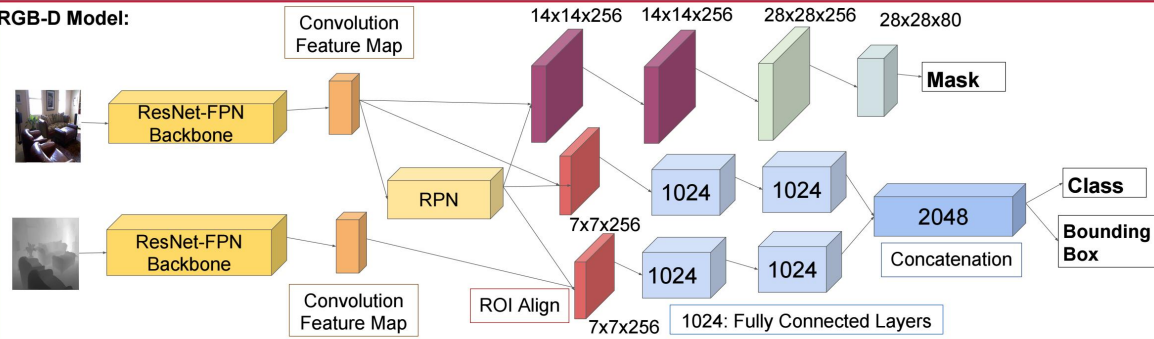 RGB-D Model:
Convolution
Feature Map
14x14x256
14x14x256
28x28x256
28x28x80
Mask
ResNet-FPN
Backbone
RPN
1024
1024
7x7x256
2048
Class
Bounding
Box
Concatenation
ResNet-FPN
Backbone
Convolution
Feature Map
ROI Align
1024
1024
7x7x256
1024: Fully Connected Layers